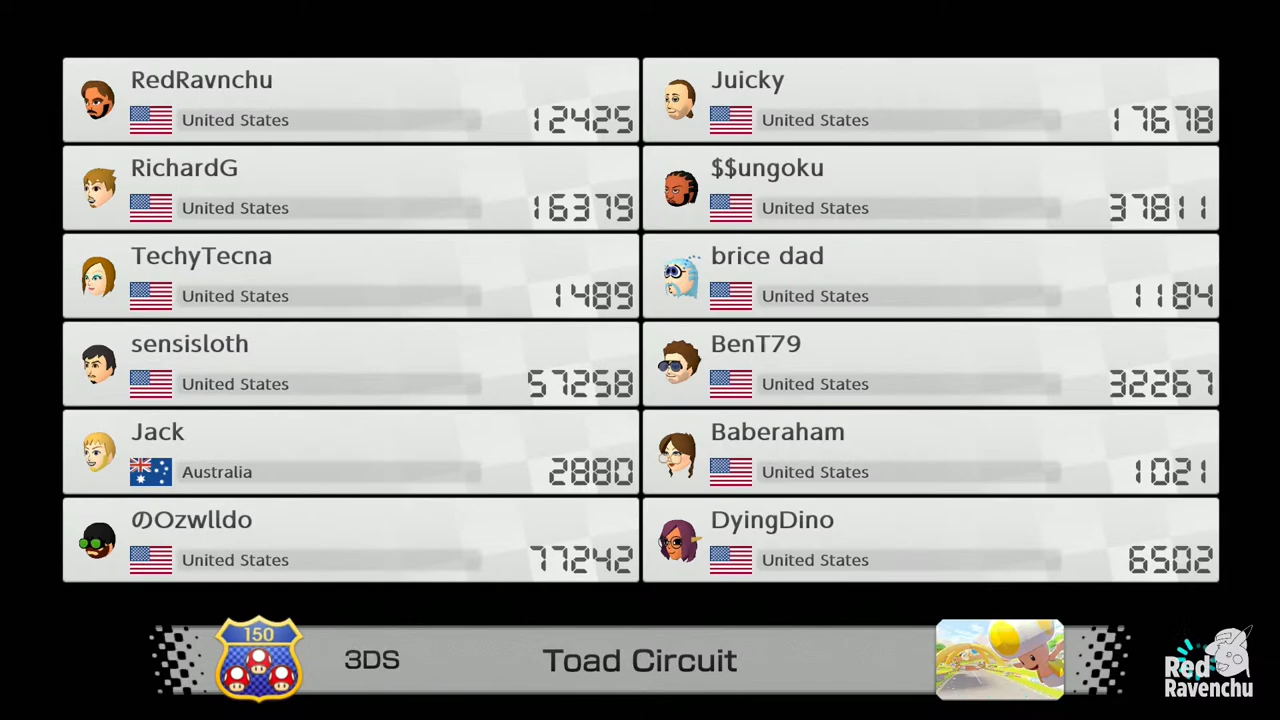 RedRavnchu
United States 12425
Juicky
United States 17678
RichardG
United States 16379
$$ungoku
United States 37811
TechyTecna
United States 1489
brice dad
United States 1184
sensisloth
United States 57258
BenT79
United States 32267
Jack
Australia 2880
Baberaham
United States 1021
のOzwlldo
United States 77242
DyingDino
United States 6502
150
3DS Toad Circuit
Red
Ravenchu